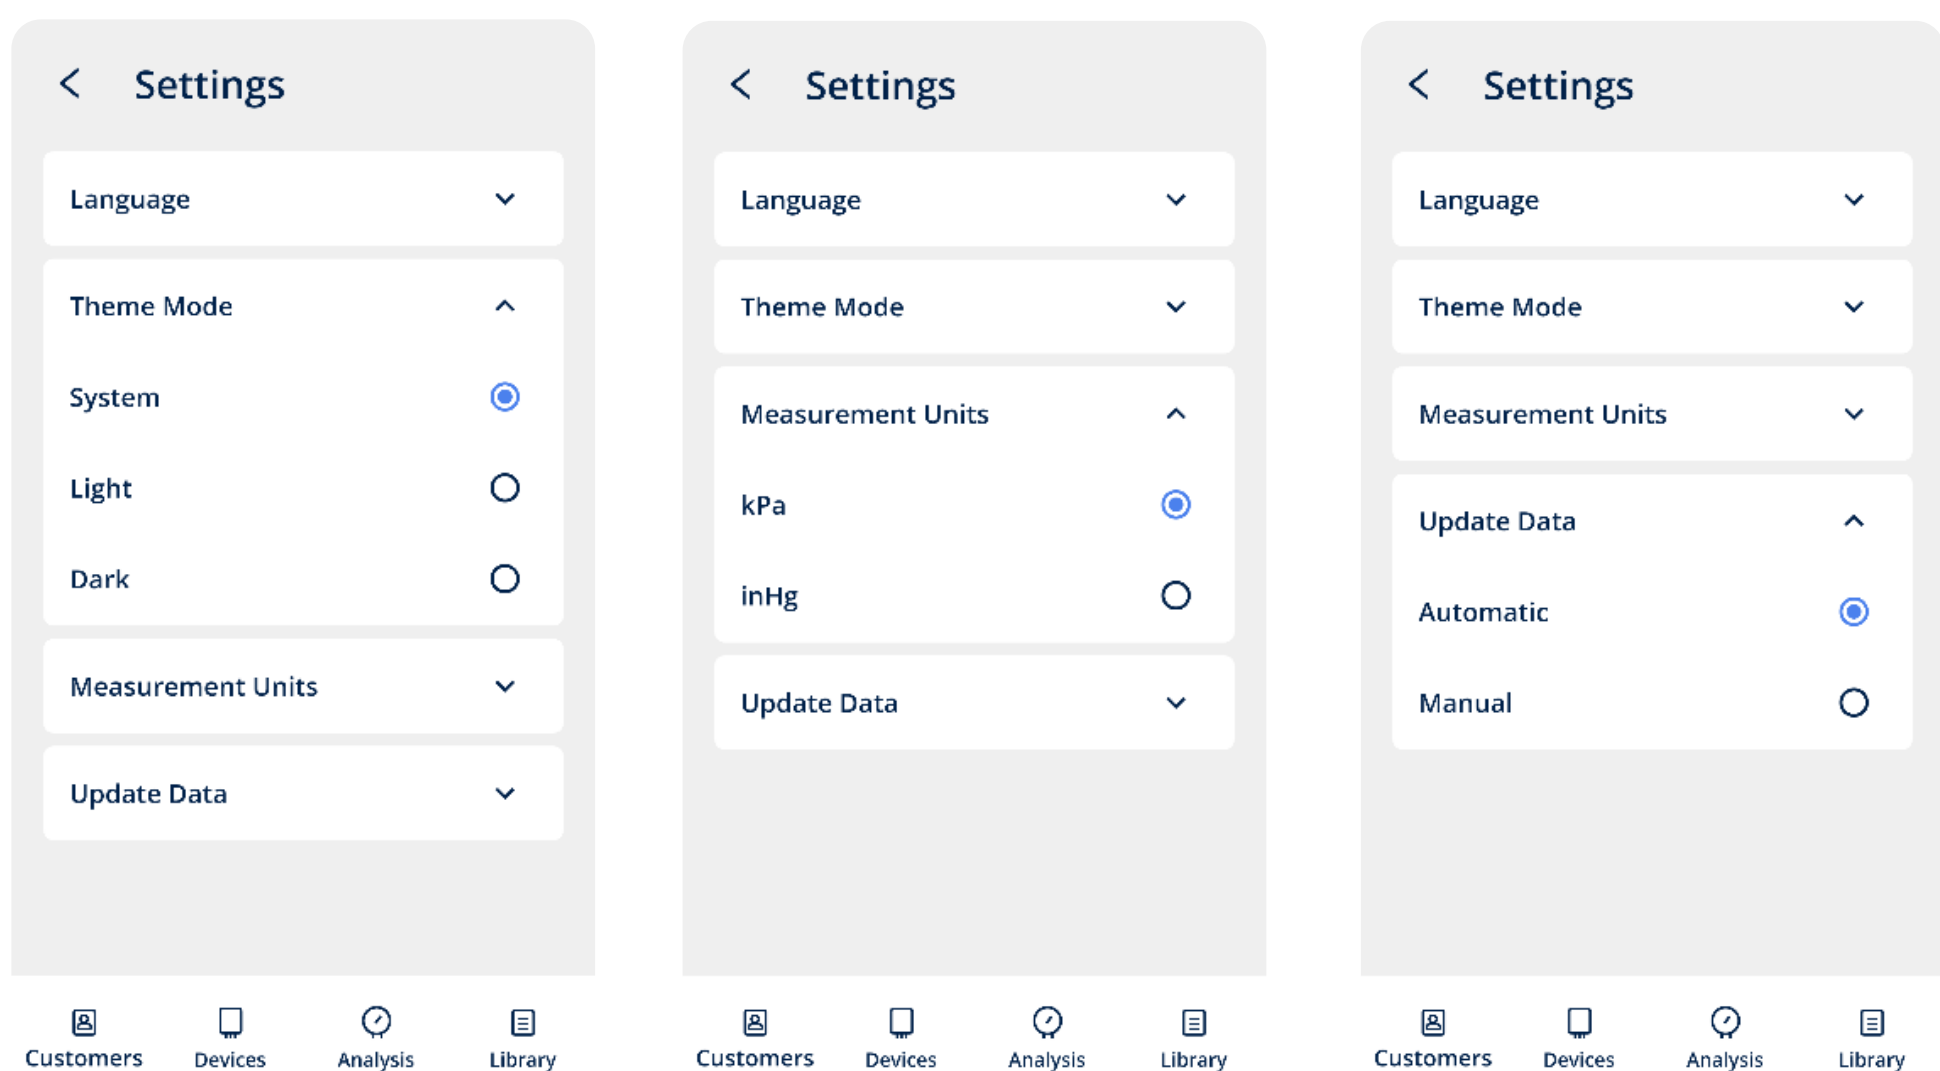 Settings
Language
Theme Mode
System
Light
Dark
Measurement Units
Update Data
Customers
Devices
Analysis
Library
Settings
Language
Theme Mode
Measurement Units
kPa
inHg
Update Data
Customers
Devices
Analysis
Library
Settings
Language
Theme Mode
Measurement Units
Update Data
Automatic
Manual
Customers
Devices
Analysis
Library